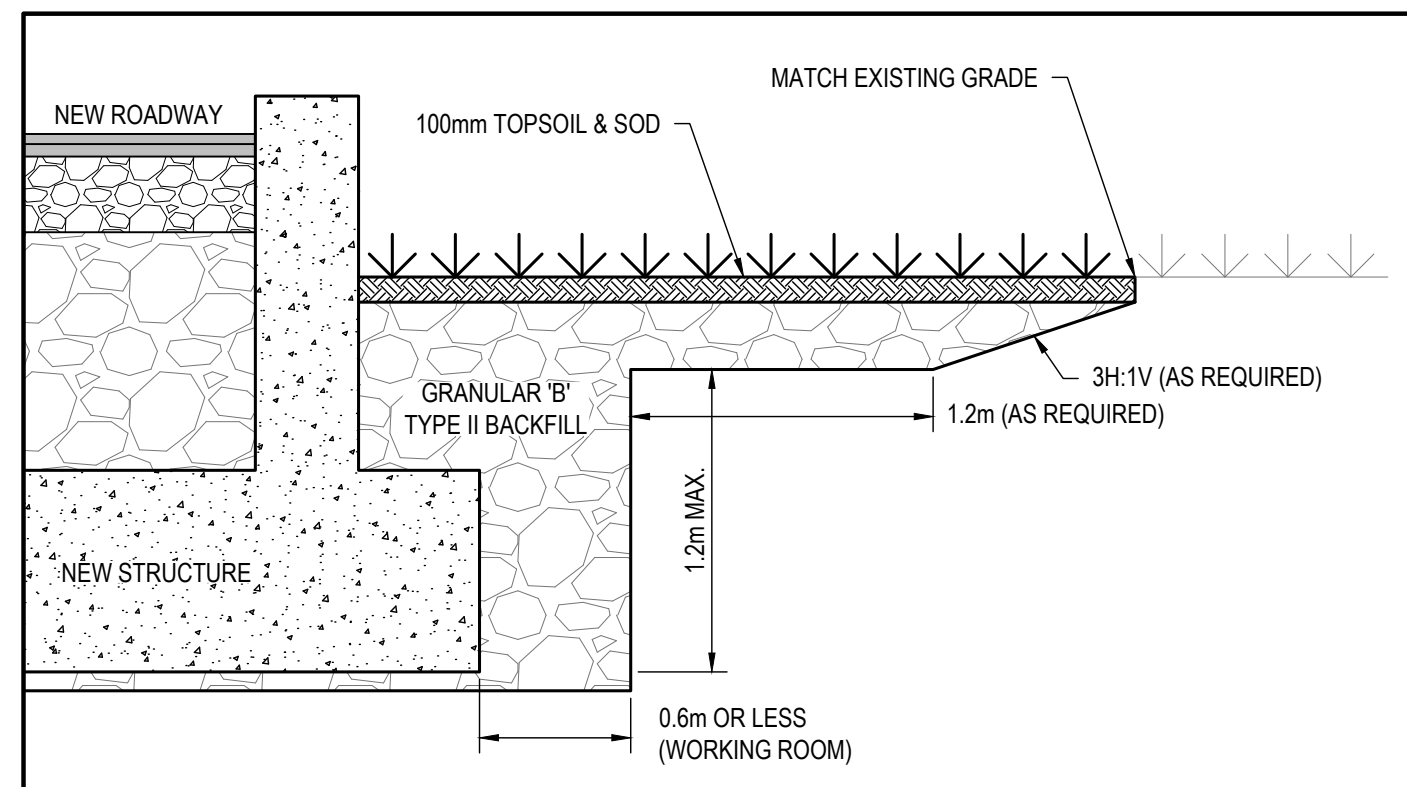 MATCH EXISTING GRADE
NEW ROADWAY
100mm TOPSOIL & SOD
3H:1V (AS REQUIRED)
GRANULAR 'B'
TYPE II BACKFILL
1.2m (AS REQUIRED)
1.2m MAX.
NEW STRUCTURE
0.6m OR LESS
(WORKING ROOM)